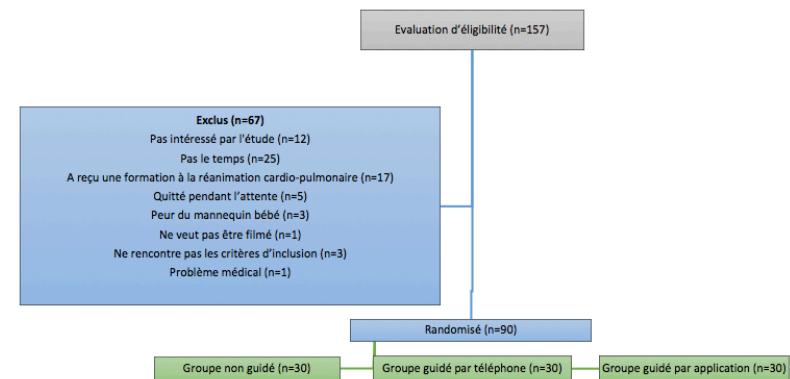 Evaluation d'éligibilité (n=157)
Exclus (n=67)
Pas intéressé par l'étude (n=12)
Pas le temps (n=25)
A reçu une formation à la réanimation cardio-pulmonaire (n=17)
Quitté pendant l'attente (n=5)
Peur du mannequin bébé (n=3)
Ne veut pas être filmé (n=1)
Ne rencontre pas les critères d'inclusion (n=3)
Problème médical (n=1)
Randomisé (n=90)
Groupe non guidé (n=30)
Groupe guidé par téléphone (n=30)
Groupe guidé par application (n=30)